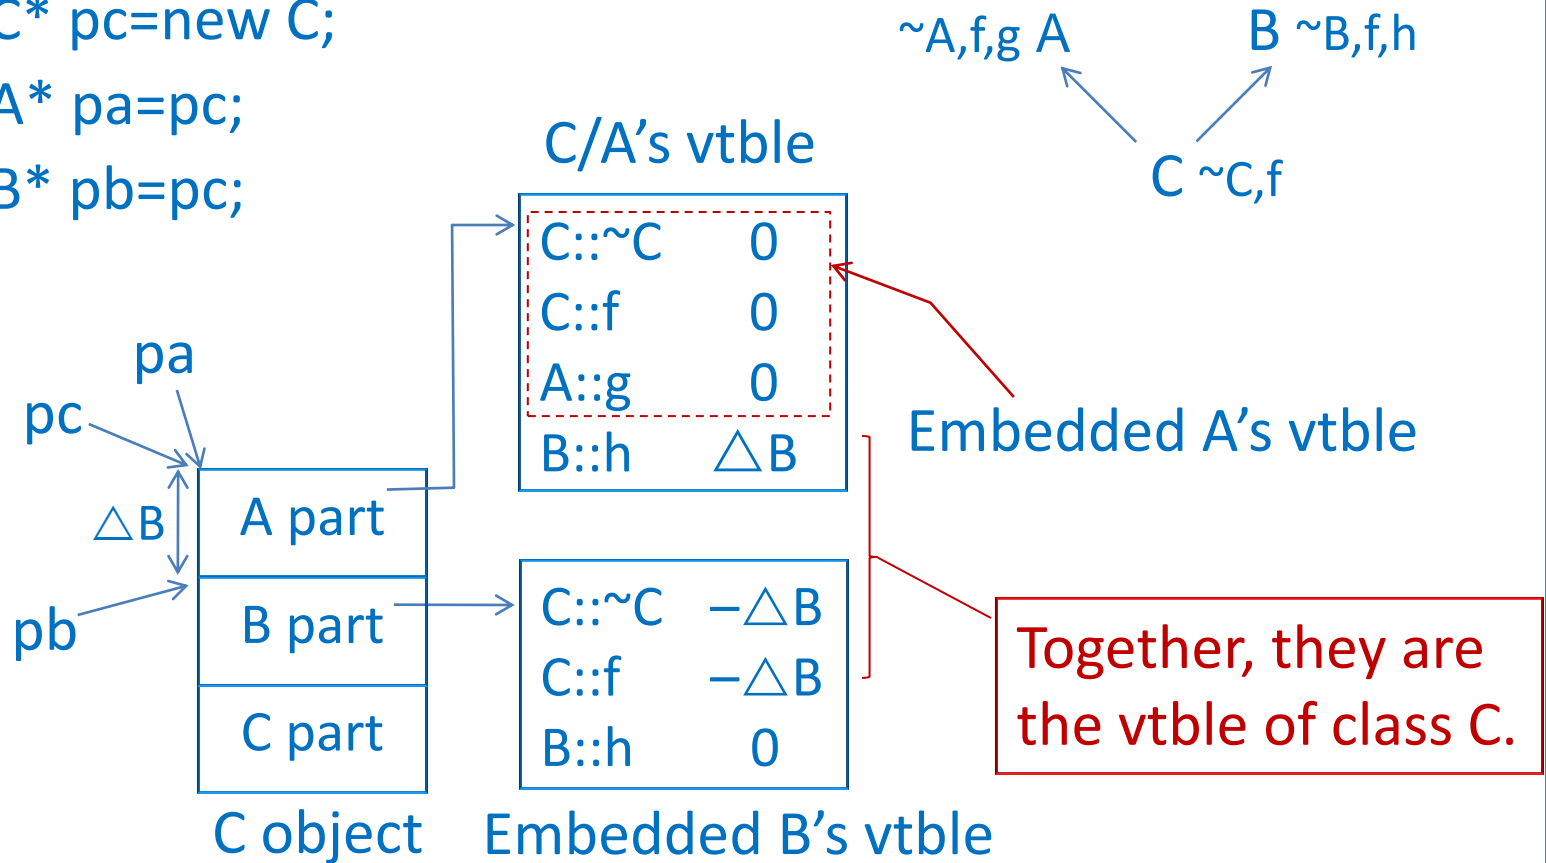 C* pc=new C;
A* pa=pc;
B* pb=pc;
~A,f,g A
B ~B,f,h
C ~C,f
C/A’s vtble
C::~C 0
C::f 0
A::g 0
B::h △B
Embedded A’s vtble
pa
pc
△B
pb
A part
B part
C part
C object
C::~C –△B
C::f –△B
B::h 0
Embedded B’s vtble
Together, they are
the vtble of class C.